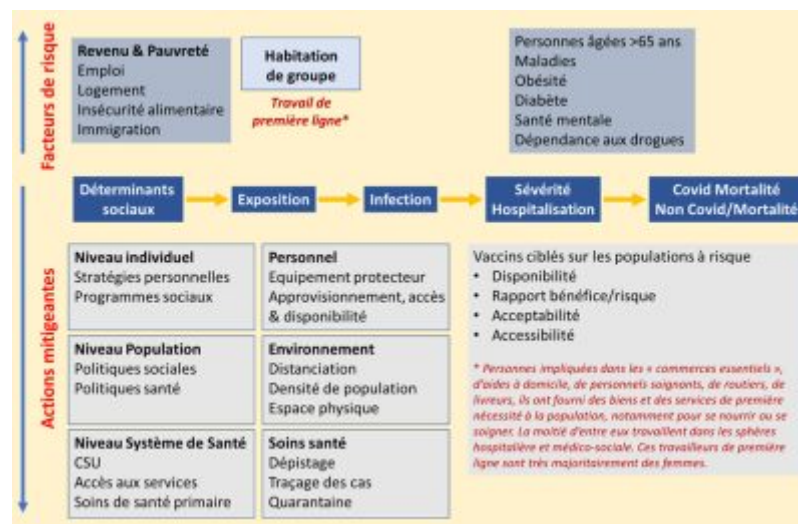 Facteurs de risque
Revenu & Pauvreté
Emploi
Logement
Insécurité alimentaire
Immigration
Habitation
de groupe
Travail de
première ligne*
Personnes âgées >65 ans
Maladies
Obésité
Diabète
Santé mentale
Dépendance aux drogues
Déterminants
sociaux
Exposition
Infection
Sévérité
Hospitalisation
Covid Mortalité
Non Covid/Mortalité
Actions mitigeantes
Niveau individuel
Stratégies personnelles
Programmes sociaux
Personnel
Equipement protecteur
Approvisionnement, accès
& disponibilité
Niveau Population
Politiques sociales
Politiques santé
Environnement
Distanciation
Densité de population
Espace physique
Niveau Système de Santé
CSU
Accès aux services
Soins de santé primaire
Soins santé
Dépistage
Traçage des cas
Quarantaine
Vaccins ciblés sur les populations à risque
• Disponibilité
• Rapport bénéfice/risque
• Acceptabilité
• Accessibilité
* Personnes impliquées dans les « commerces essentiels »,
d'aides à domicile, de personnels soignants, de routiers, de
livreurs, ils ont fourni des biens et des services de première
nécessité à la population, notamment pour se nourrir ou se
soigner. La moitié d'entre eux travaillent dans les sphères
hospitalière et médico-sociale. Ces travailleurs de première
ligne sont très majoritairement des femmes.